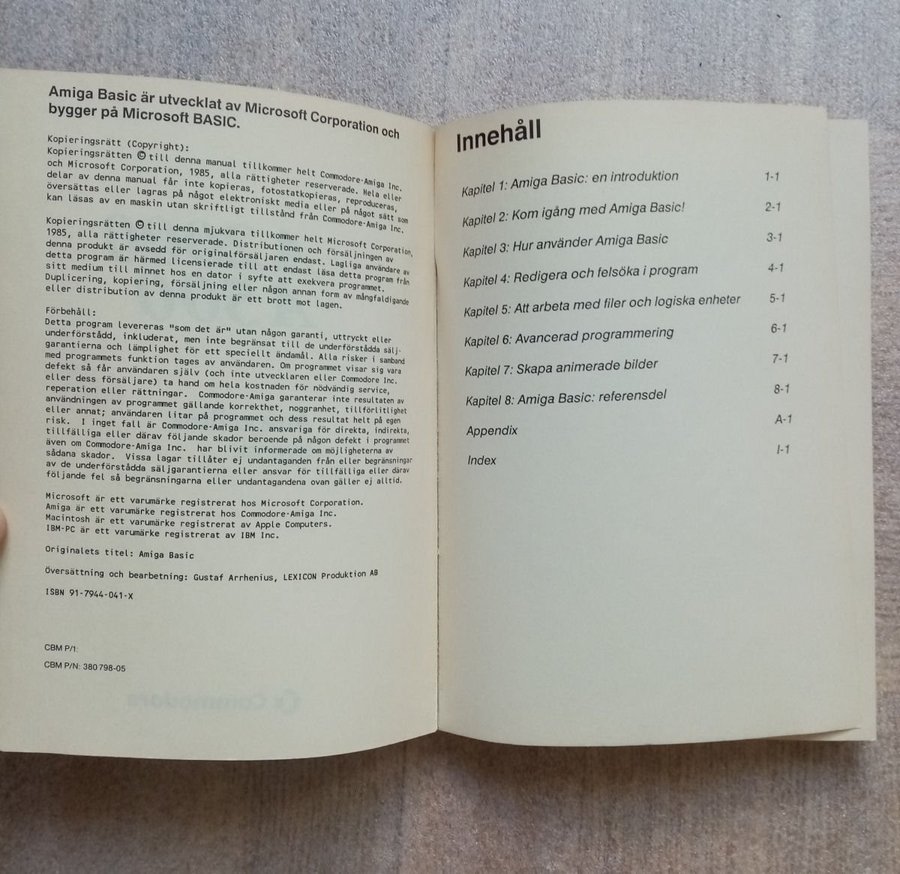 Amiga Basic är utvecklat av Microsoft Corporation och
bygger på Microsoft BASIC.
Kopieringsrätt (Copyright):
Kopieringsrätten © till denna manual tillkommer helt Commodore-Amiga Inc.
och Microsoft Corporation, 1985, alla rättigheter reserverade. Hela eller
delar av denna manual får inte kopieras, fotostatkopieras, reproduceras,
översättas eller lagras på något elektroniskt media eller på något sätt som
kan läsas av en maskin utan skriftligt tillstånd från Commodore-Amiga Inc.
Kopieringsrätten © till denna mjukvara tillkommer helt Microsoft Corporation,
1985, alla rättigheter reserverade. Distributionen och försäljningen av
denna produkt är avsedd för originalförsäljaren endast. Lagliga användare av
detta program är härmed licensierade till att endast läsa detta program från
sitt medium till minnet hos en dator i syfte att exekvera programmet.
Duplicering, kopiering, försäljning eller någon annan form av mångfaldigande
eller distribution av denna produkt är ett brott mot lagen.
Förbehåll:
Detta program levereras "som det är" utan någon garanti, uttryckt eller
underförstådd, inkluderat, men inte begränsat till de underförstådda sälj-
garantierna och lämplighet för ett speciellt ändamål. Alla risker i samband
med programmets funktion tages av användaren. Om programmet visar sig vara
defekt så får användaren själv (och inte utvecklaren eller Commodore Inc.
eller dess försäljare) ta hand om hela kostnaden för nödvändig service,
reperation eller rättningar. Commodore-Amiga garanterar inte resultaten av
användningen av programmet gällande korrekthet, noggranhet, tillförlitlighet
eller annat; användaren litar på programmet och dess resultat helt på egen
risk. I inget fall är Commodore-Amiga Inc. ansvariga för direkta, indirekta,
tillfälliga eller därav följande skador beroende på någon defekt i programmet
även om Commodore-Amiga Inc. har blivit informerade om möjligheterna av
sådana skador. Vissa lagar tillåter ej undantaganden från eller begränsningar
av de underförstådda säljgarantierna eller ansvar för tillfälliga eller därav
följande fel så begränsningarna eller undantagandena ovan gäller ej alltid.
Microsoft är ett varumärke registrerat hos Microsoft Corporation.
Amiga är ett varumärke registrerat hos Commodore-Amiga Inc.
Macintosh är ett varumärke registrerat av Apple Computers.
IBM-PC är ett varumärke registrerat av IBM Inc.
Originalets titel: Amiga Basic
Översättning och bearbetning: Gustaf Arrhenius, LEXICON Produktion AB
ISBN 91-7944-041-X
CBM P/1:
CBM P/N: 380798-05
Innehåll
Kapitel 1: Amiga Basic: en introduktion 1-1
Kapitel 2: Kom igång med Amiga Basic! 2-1
Kapitel 3: Hur använder Amiga Basic 3-1
Kapitel 4: Redigera och felsöka i program 4-1
Kapitel 5: Att arbeta med filer och logiska enheter 5-1
Kapitel 6: Avancerad programmering 6-1
Kapitel 7: Skapa animerade bilder 7-1
Kapitel 8: Amiga Basic: referensdel 8-1
Appendix A-1
Index I-1